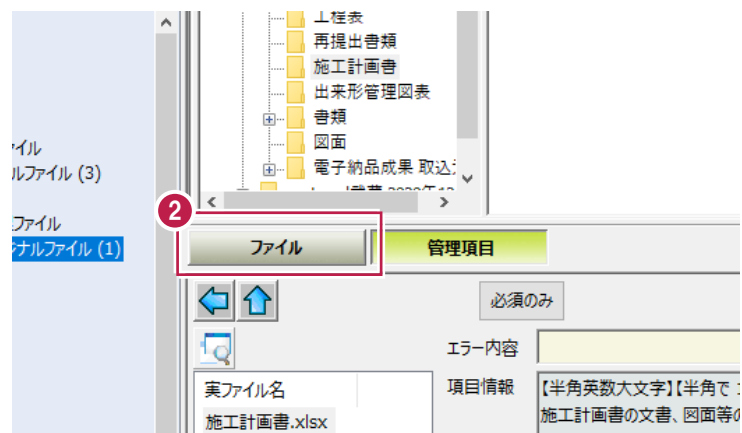 工程表
再提出書類
施工計画書
出来形管理図表
書類
図面
電子納品成果 取込
イル
ルファイル (3)
ファイル
ジナルファイル (1)
2
ファイル
管理項目
必須のみ
エラー内容
実ファイル名
項目情報
【半角英数大文字】【半角で
施工計画書の文書、図面等の
施工計画書.xlsx